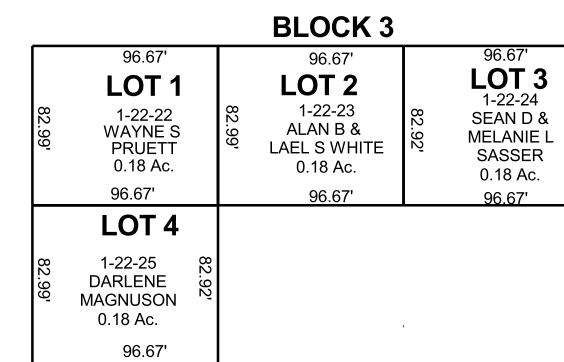 BLOCK 3
96.67'
LOT 1
82.99'
1-22-22
WAYNE S
PRUETT
0.18 Ac.
96.67'
96.67'
LOT 2
82.99'
1-22-23
ALAN B &
LAEL S WHITE
0.18 Ac.
96.67'
96.67'
LOT 3
82.92'
1-22-24
SEAN D &
MELANIE L
SASSER
0.18 Ac.
96.67'
LOT 4
82.99'
1-22-25
DARLENE
MAGNUSON
0.18 Ac.
82.92'
96.67'